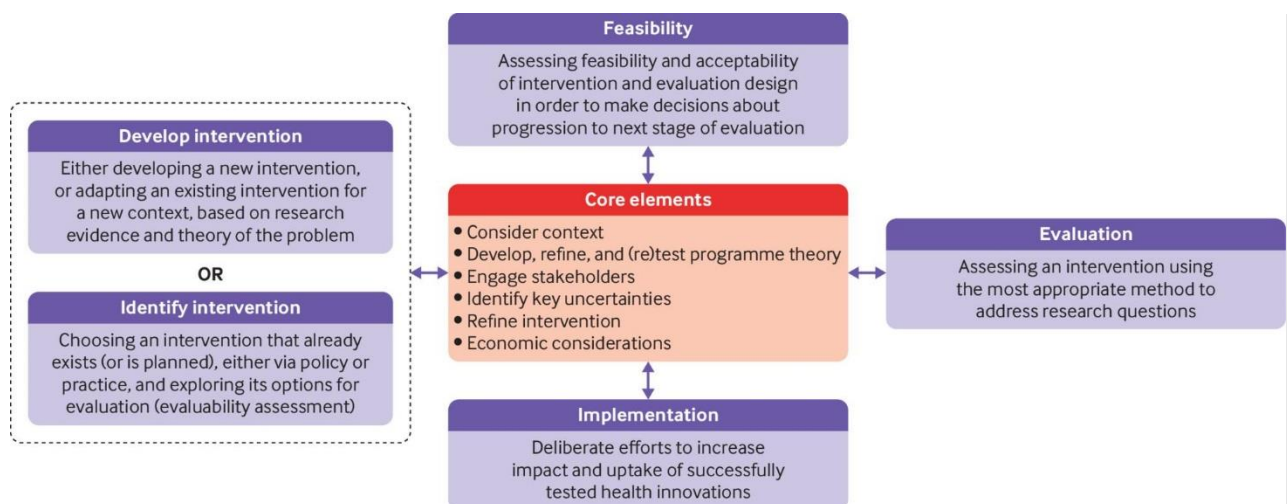 Feasibility
Assessing feasibility and acceptability
of intervention and evaluation design
in order to make decisions about
progression to next stage of evaluation
Develop intervention
Either developing a new intervention,
or adapting an existing intervention for
a new context, based on research
evidence and theory of the problem
OR
Identify intervention
Choosing an intervention that already
exists (or is planned), either via policy or
practice, and exploring its options for
evaluation (evaluability assessment)
Core elements
• Consider context
• Develop, refine, and (re)test programme theory
• Engage stakeholders
• Identify key uncertainties
• Refine intervention
• Economic considerations
Evaluation
Assessing an intervention using
the most appropriate method to
address research questions
Implementation
Deliberate efforts to increase
impact and uptake of successfully
tested health innovations